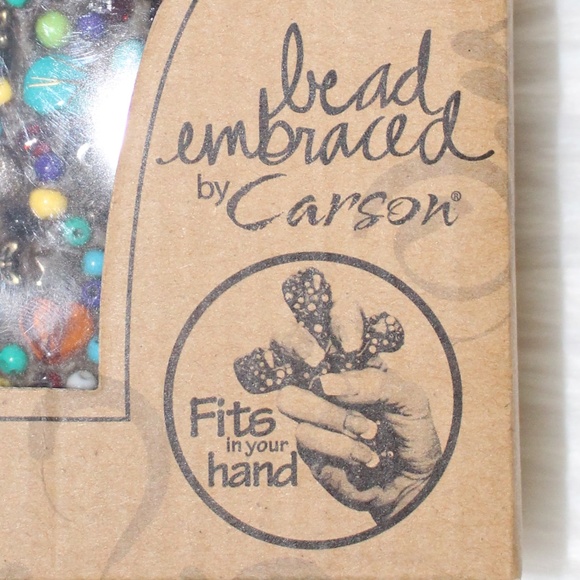 bead
embraced
by Carson®
Fits
in your
hand